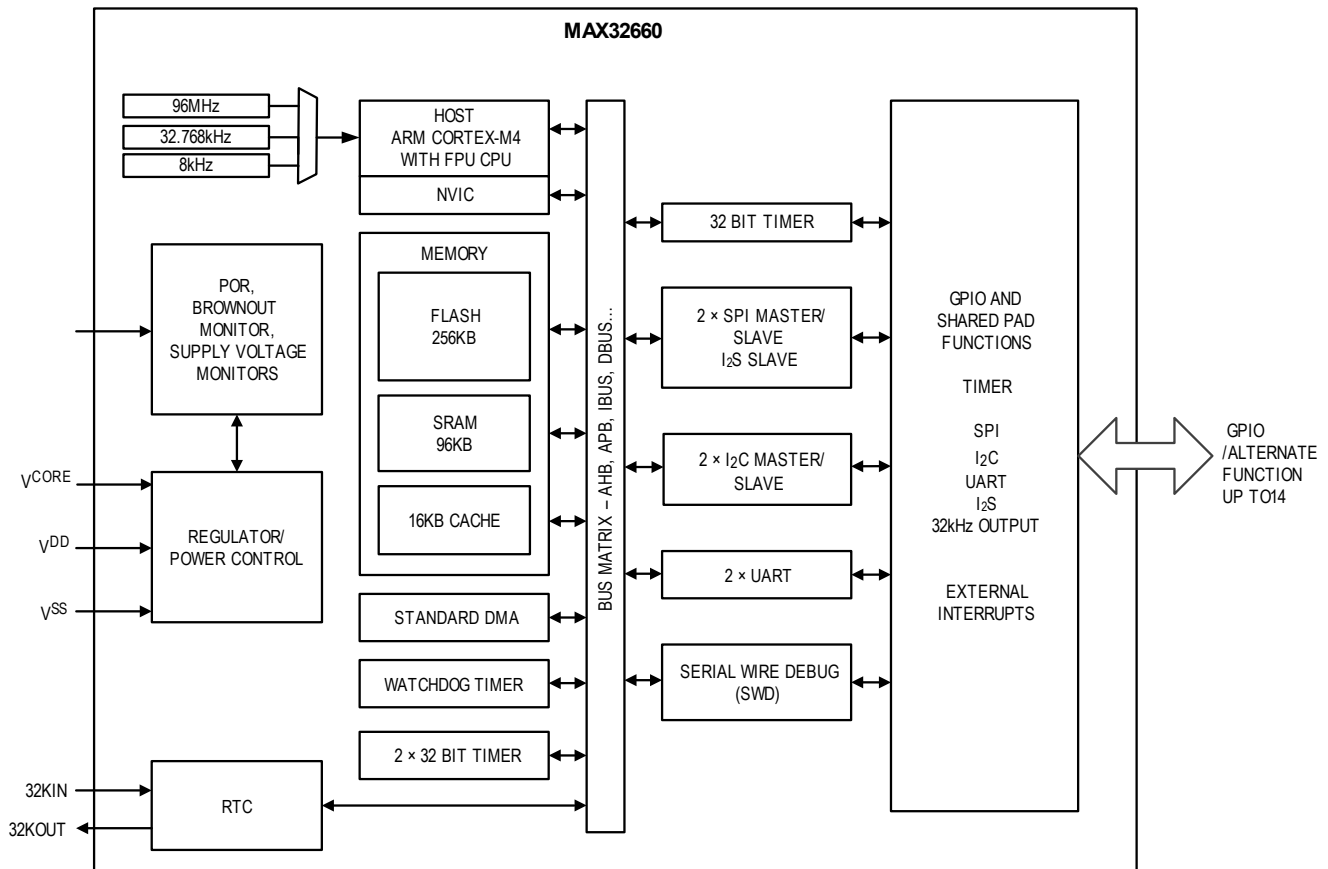 MAX32660
96MHz
32.768kHz
8kHz
HOST
ARM CORTEX-M4
WITH FPU CPU
NVIC
POR,
BROWNOUT
MONITOR,
SUPPLY VOLTAGE
MONITORS
VCORE
VDD
VSS
REGULATOR/
POWER CONTROL
MEMORY
FLASH
256KB
SRAM
96KB
16KB CACHE
STANDARD DMA
WATCHDOG TIMER
2 × 32 BIT TIMER
32KIN
32KOUT
RTC
BUS MATRIX – AHB, APB, IBUS, DBUS...
32 BIT TIMER
2 × SPI MASTER/
SLAVE
I2S SLAVE
2 × I2C MASTER/
SLAVE
2 × UART
SERIAL WIRE DEBUG
(SWD)
GPIO AND
SHARED PAD
FUNCTIONS
TIMER
SPI
I2C
UART
I2S
32kHz OUTPUT
EXTERNAL
INTERRUPTS
GPIO
/ALTERNATE
FUNCTION
UP TO14